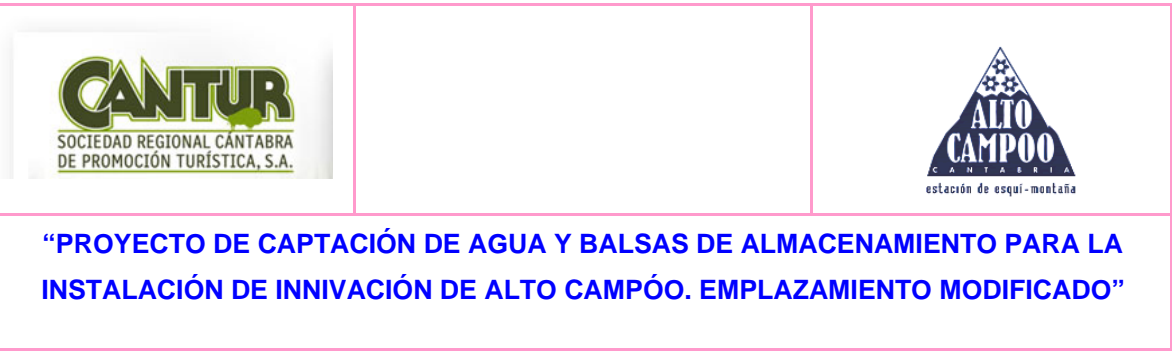 CANTUR
SOCIEDAD REGIONAL CÁNTABRA
DE PROMOCIÓN TURÍSTICA, S.A.
ALTO
CAMPOO
CANTABRIA
estación de esquí-montaña
“PROYECTO DE CAPTACIÓN DE AGUA Y BALSAS DE ALMACENAMIENTO PARA LA
INSTALACIÓN DE INNIVACIÓN DE ALTO CAMPÓO. EMPLAZAMIENTO MODIFICADO”